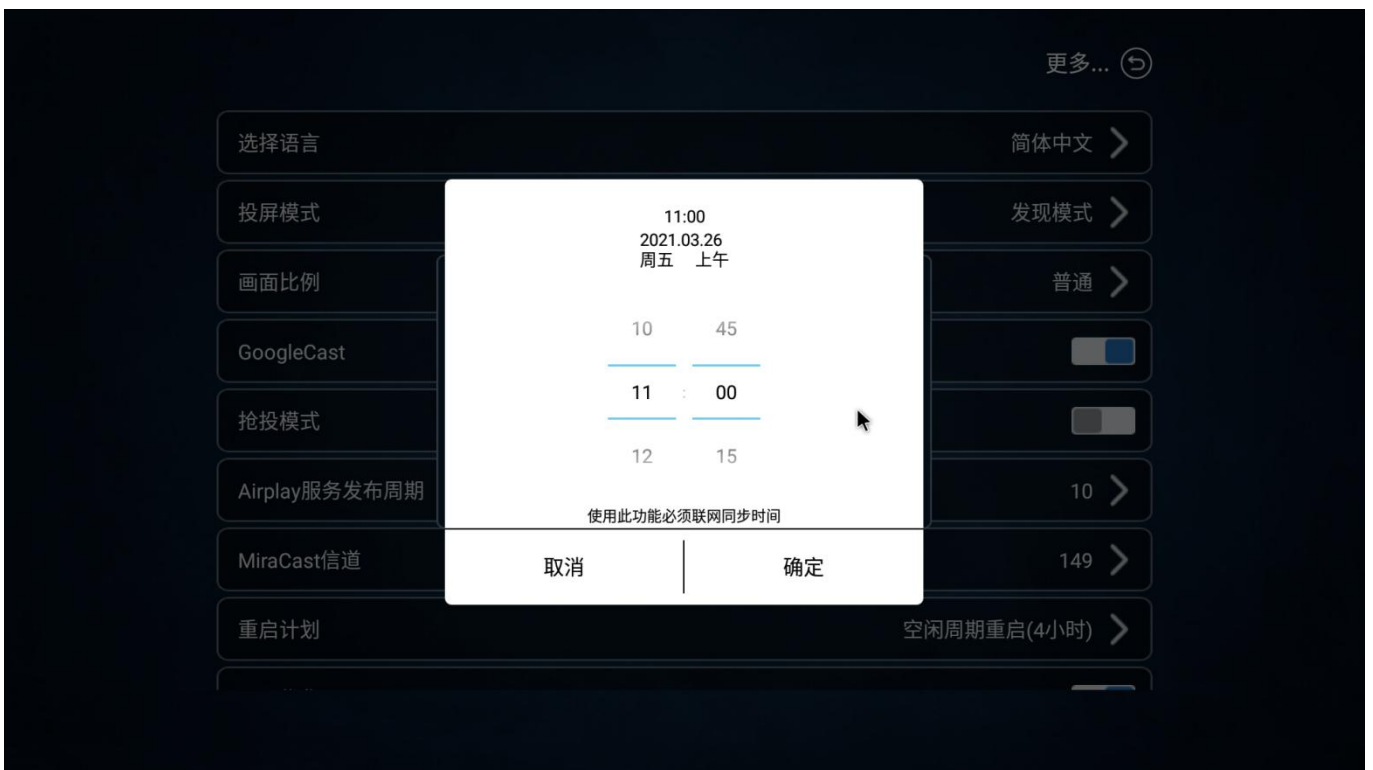 更多...
选择语言 简体中文
投屏模式 发现模式
画面比例 普通
GoogleCast
抢投模式
Airplay服务发布周期 10
MiraCast信道 149
重启计划 空闲周期重启(4小时)
11:00
2021.03.26
周五 上午
10 45
11 : 00
12 15
使用此功能必须联网同步时间
取消 确定